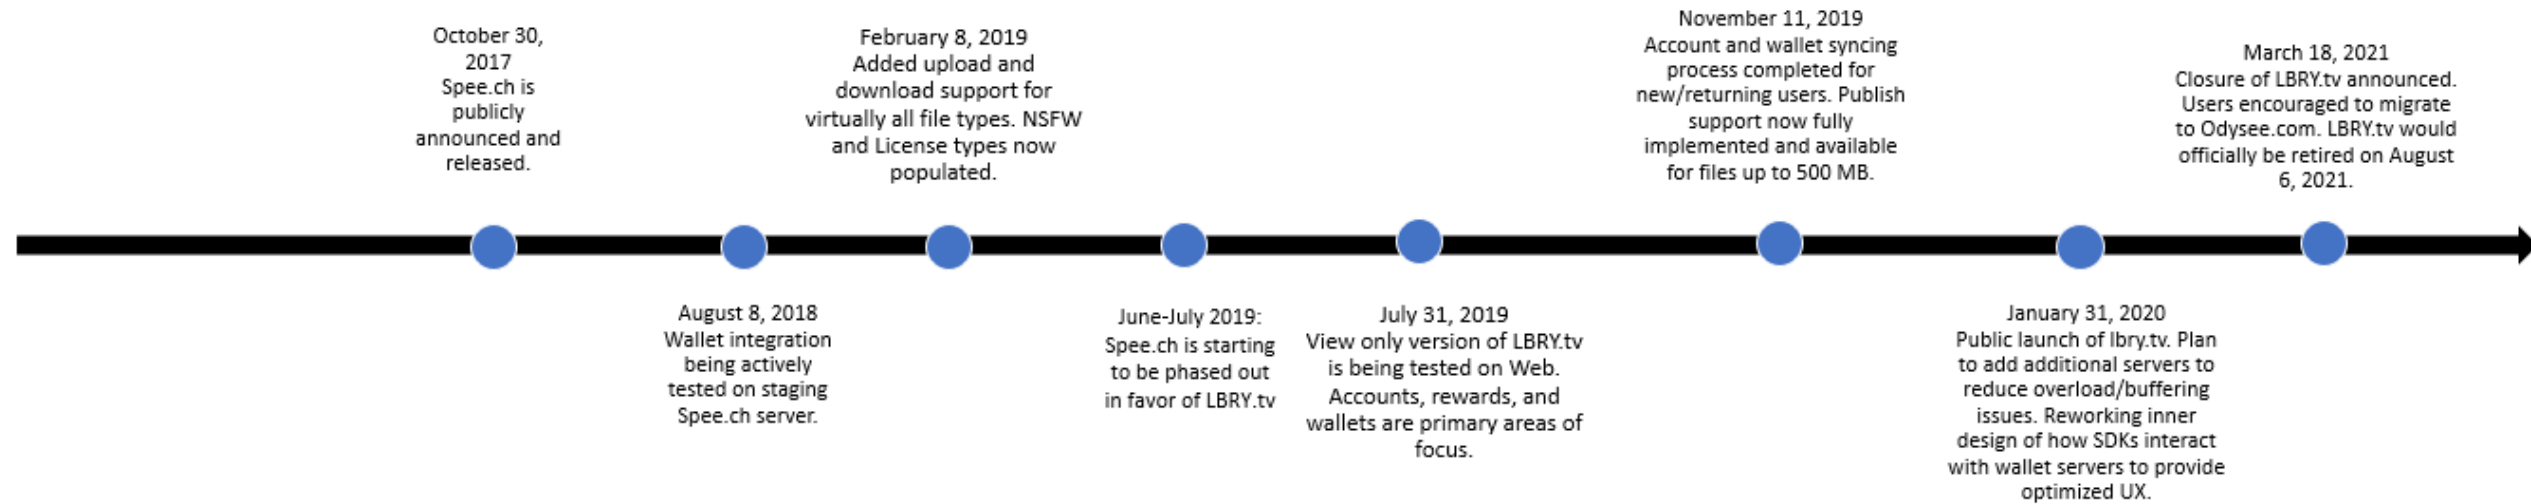 October 30,
2017
Spee.ch is
publicly
announced and
released.
August 8, 2018
Wallet integration
being actively
tested on staging
Spee.ch server.
February 8, 2019
Added upload and
download support for
virtually all file types. NSFW
and License types now
populated.
June-July 2019:
Spee.ch is starting
to be phased out
in favor of LBRY.tv
July 31, 2019
View only version of LBRY.tv
is being tested on Web.
Accounts, rewards, and
wallets are primary areas of
focus.
November 11, 2019
Account and wallet syncing
process completed for
new/returning users. Publish
support now fully
implemented and available
for files up to 500 MB.
January 31, 2020
Public launch of lbry.tv. Plan
to add additional servers to
reduce overload/buffering
issues. Reworking inner
design of how SDKs interact
with wallet servers to provide
optimized UX.
March 18, 2021
Closure of LBRY.tv announced.
Users encouraged to migrate
to Odysee.com. LBRY.tv would
officially be retired on August
6, 2021.